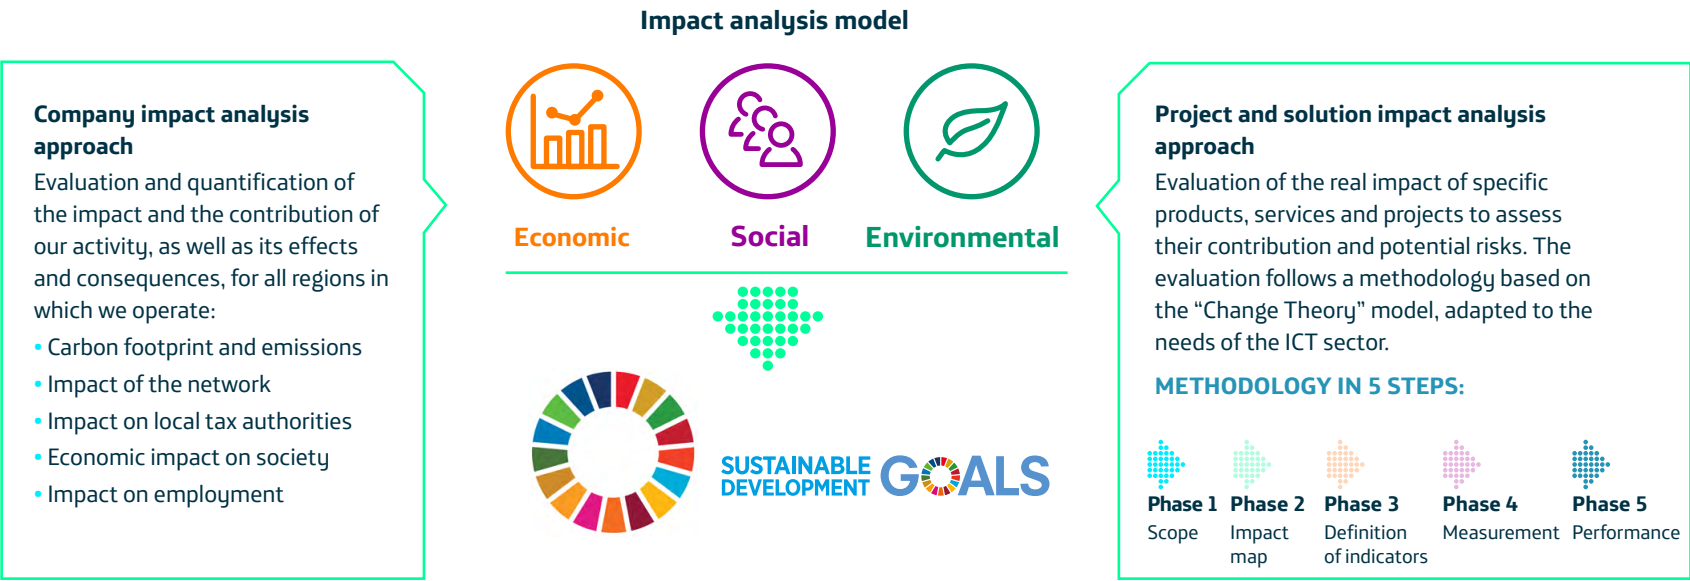 Impact analysis model
Company impact analysis
approach
Evaluation and quantification of
the impact and the contribution of
our activity, as well as its effects
and consequences, for all regions in
which we operate:
• Carbon footprint and emissions
• Impact of the network
• Impact on local tax authorities
• Economic impact on society
• Impact on employment
Economic
Social
Environmental
SUSTAINABLE
DEVELOPMENT
GOALS
Project and solution impact analysis
approach
Evaluation of the real impact of specific
products, services and projects to assess
their contribution and potential risks. The
evaluation follows a methodology based on
the “Change Theory” model, adapted to the
needs of the ICT sector.
METHODOLOGY IN 5 STEPS:
Phase 1
Scope
Phase 2
Impact
map
Phase 3
Definition
of indicators
Phase 4
Measurement
Phase 5
Performance